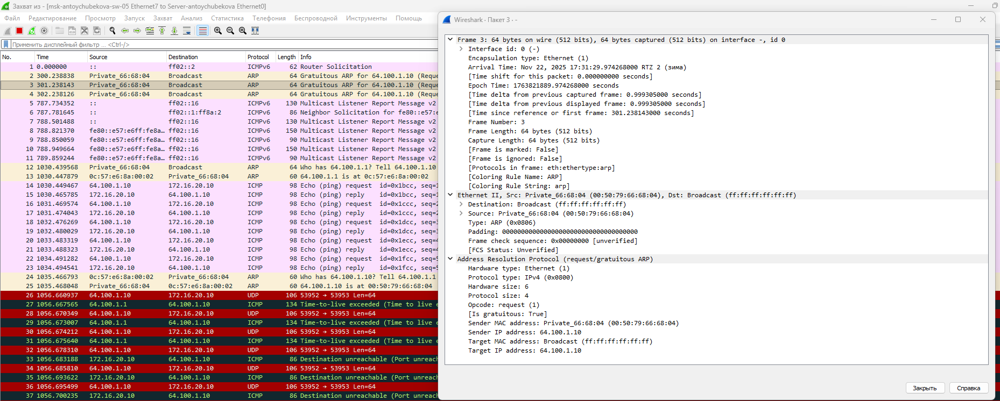 Захват из - [msk-antoychubekova-sw-05 Ethernet7 to Server-antoychubekova Ethernet0]
Файл Редактирование Просмотр Запуск Захват Анализ Статистика Телефония Беспроводной Инструменты Помощь
Применить дисплейный фильтр ... <Ctrl-/>
No. Time Source Destination Protocol Length Info
1 0.000000 :: ff02::2 ICMPv6 62 Router Solicitation
2 300.238838 Private_66:68:04 Broadcast ARP 64 Gratuitous ARP for 64.100.1.10 (Reque
3 301.238143 Private_66:68:04 Broadcast ARP 64 Gratuitous ARP for 64.100.1.10 (Reque
4 302.238126 Private_66:68:04 Broadcast ARP 64 Gratuitous ARP for 64.100.1.10 (Reque
5 787.734352 :: ff02::16 ICMPv6 130 Multicast Listener Report Message v2
6 787.781645 :: ff02::1:ff8a:2 ICMPv6 86 Neighbor Solicitation for fe80::e57:e
7 788.501488 :: ff02::16 ICMPv6 130 Multicast Listener Report Message v2
8 788.821370 fe80::e57:e6ff:fe8a… ff02::16 ICMPv6 150 Multicast Listener Report Message v2
9 788.850059 fe80::e57:e6ff:fe8a… ff02::16 ICMPv6 90 Multicast Listener Report Message v2
10 788.949664 fe80::e57:e6ff:fe8a… ff02::16 ICMPv6 150 Multicast Listener Report Message v2
11 789.859244 fe80::e57:e6ff:fe8a… ff02::16 ICMPv6 90 Multicast Listener Report Message v2
12 1030.439568 Private_66:68:04 Broadcast ARP 64 Who has 64.100.1.1? Tell 64.100.1.10
13 1030.447879 0c:57:e6:8a:00:02 Private_66:68:04 ARP 60 64.100.1.1 is at 0c:57:e6:8a:00:02
14 1030.449467 64.100.1.10 172.16.20.10 ICMP 98 Echo (ping) request id=0x1bcc, seq=1
15 1030.465785 172.16.20.10 64.100.1.10 ICMP 98 Echo (ping) reply id=0x1bcc, seq=1
16 1031.469574 64.100.1.10 172.16.20.10 ICMP 98 Echo (ping) request id=0x1ccc, seq=2
17 1031.474043 172.16.20.10 64.100.1.10 ICMP 98 Echo (ping) reply id=0x1ccc, seq=2
18 1032.476269 64.100.1.10 172.16.20.10 ICMP 98 Echo (ping) request id=0x1dcc, seq=3
19 1032.480029 172.16.20.10 64.100.1.10 ICMP 98 Echo (ping) reply id=0x1dcc, seq=3
20 1033.483319 64.100.1.10 172.16.20.10 ICMP 98 Echo (ping) request id=0x1ecc, seq=4
21 1033.488323 172.16.20.10 64.100.1.10 ICMP 98 Echo (ping) reply id=0x1ecc, seq=4
22 1034.491282 64.100.1.10 172.16.20.10 ICMP 98 Echo (ping) request id=0x1fcc, seq=5
23 1034.494541 172.16.20.10 64.100.1.10 ICMP 98 Echo (ping) reply id=0x1fcc, seq=5
24 1035.466793 0c:57:e6:8a:00:02 Private_66:68:04 ARP 60 Who has 64.100.1.10? Tell 64.100.1.1
25 1035.468048 Private_66:68:04 0c:57:e6:8a:00:02 ARP 60 64.100.1.10 is at 00:50:79:66:68:04
26 1056.660937 64.100.1.10 172.16.20.10 UDP 106 53952 → 53953 Len=64
27 1056.667565 64.100.1.1 64.100.1.10 ICMP 134 Time-to-live exceeded (Time to live e
28 1056.670349 64.100.1.10 172.16.20.10 UDP 106 53952 → 53953 Len=64
29 1056.673007 64.100.1.1 64.100.1.10 ICMP 134 Time-to-live exceeded (Time to live e
30 1056.674212 64.100.1.10 172.16.20.10 UDP 106 53952 → 53953 Len=64
31 1056.675640 64.100.1.1 64.100.1.10 ICMP 134 Time-to-live exceeded (Time to live e
32 1056.678310 64.100.1.10 172.16.20.10 UDP 106 53952 → 53953 Len=64
33 1056.683188 172.16.20.10 64.100.1.10 ICMP 86 Destination unreachable (Port unreach
34 1056.685810 64.100.1.10 172.16.20.10 UDP 106 53952 → 53953 Len=64
35 1056.693622 172.16.20.10 64.100.1.10 ICMP 86 Destination unreachable (Port unreach
36 1056.695499 64.100.1.10 172.16.20.10 UDP 106 53952 → 53953 Len=64
37 1056.700235 172.16.20.10 64.100.1.10 ICMP 86 Destination unreachable (Port unreach
Wireshark · Пакет 3 · -
Frame 3: 64 bytes on wire (512 bits), 64 bytes captured (512 bits) on interface -, id 0
Interface id: 0 (-)
Encapsulation type: Ethernet (1)
Arrival Time: Nov 22, 2025 17:31:29.974268000 RTZ 2 (зима)
[Time shift for this packet: 0.000000000 seconds]
Epoch Time: 1763821889.974268000 seconds
[Time delta from previous captured frame: 0.999305000 seconds]
[Time delta from previous displayed frame: 0.999305000 seconds]
[Time since reference or first frame: 301.238143000 seconds]
Frame Number: 3
Frame Length: 64 bytes (512 bits)
Capture Length: 64 bytes (512 bits)
[Frame is marked: False]
[Frame is ignored: False]
[Protocols in frame: eth:ethertype:arp]
[Coloring Rule Name: ARP]
[Coloring Rule String: arp]
Ethernet II, Src: Private_66:68:04 (00:50:79:66:68:04), Dst: Broadcast (ff:ff:ff:ff:ff:ff)
Destination: Broadcast (ff:ff:ff:ff:ff:ff)
Source: Private_66:68:04 (00:50:79:66:68:04)
Type: ARP (0x0806)
Padding: 000000000000000000000000000000000000
Frame check sequence: 0x00000000 [unverified]
[FCS Status: Unverified]
Address Resolution Protocol (request/gratuitous ARP)
Hardware type: Ethernet (1)
Protocol type: IPv4 (0x0800)
Hardware size: 6
Protocol size: 4
Opcode: request (1)
[Is gratuitous: True]
Sender MAC address: Private_66:68:04 (00:50:79:66:68:04)
Sender IP address: 64.100.1.10
Target MAC address: Broadcast (ff:ff:ff:ff:ff:ff)
Target IP address: 64.100.1.10
Закрыть Справка